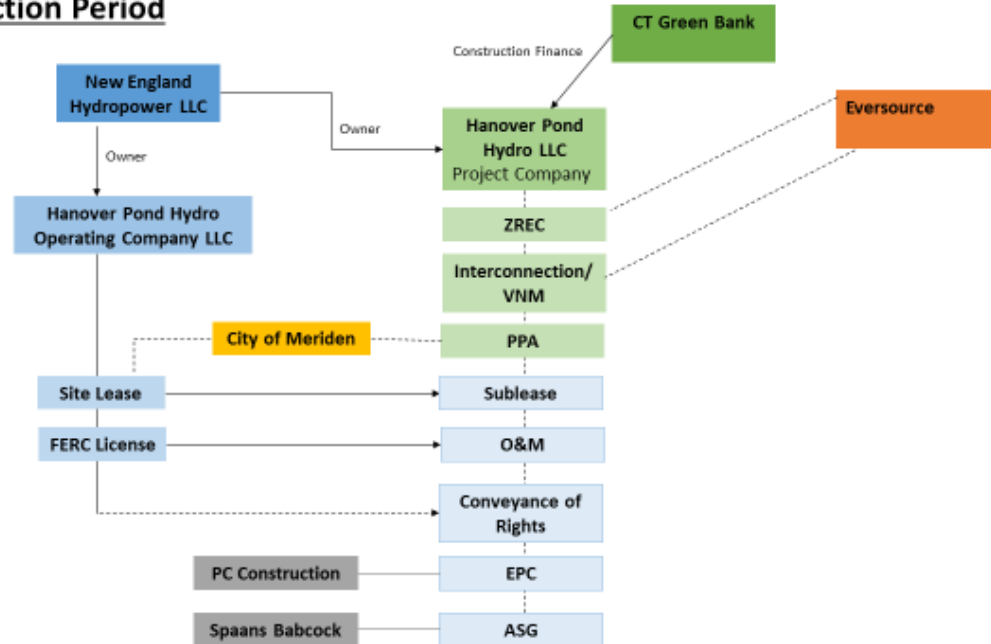 ction Period
CT Green Bank
Construction Finance
New England
Hydropower LLC
Owner
Owner
Hanover Pond
Hydro LLC
Project Company
Eversource
Hanover Pond Hydro
Operating Company LLC
ZREC
Interconnection/
VNM
City of Meriden
PPA
Site Lease
Sublease
FERC License
O&M
Conveyance of
Rights
PC Construction
EPC
Spaans Babcock
ASG